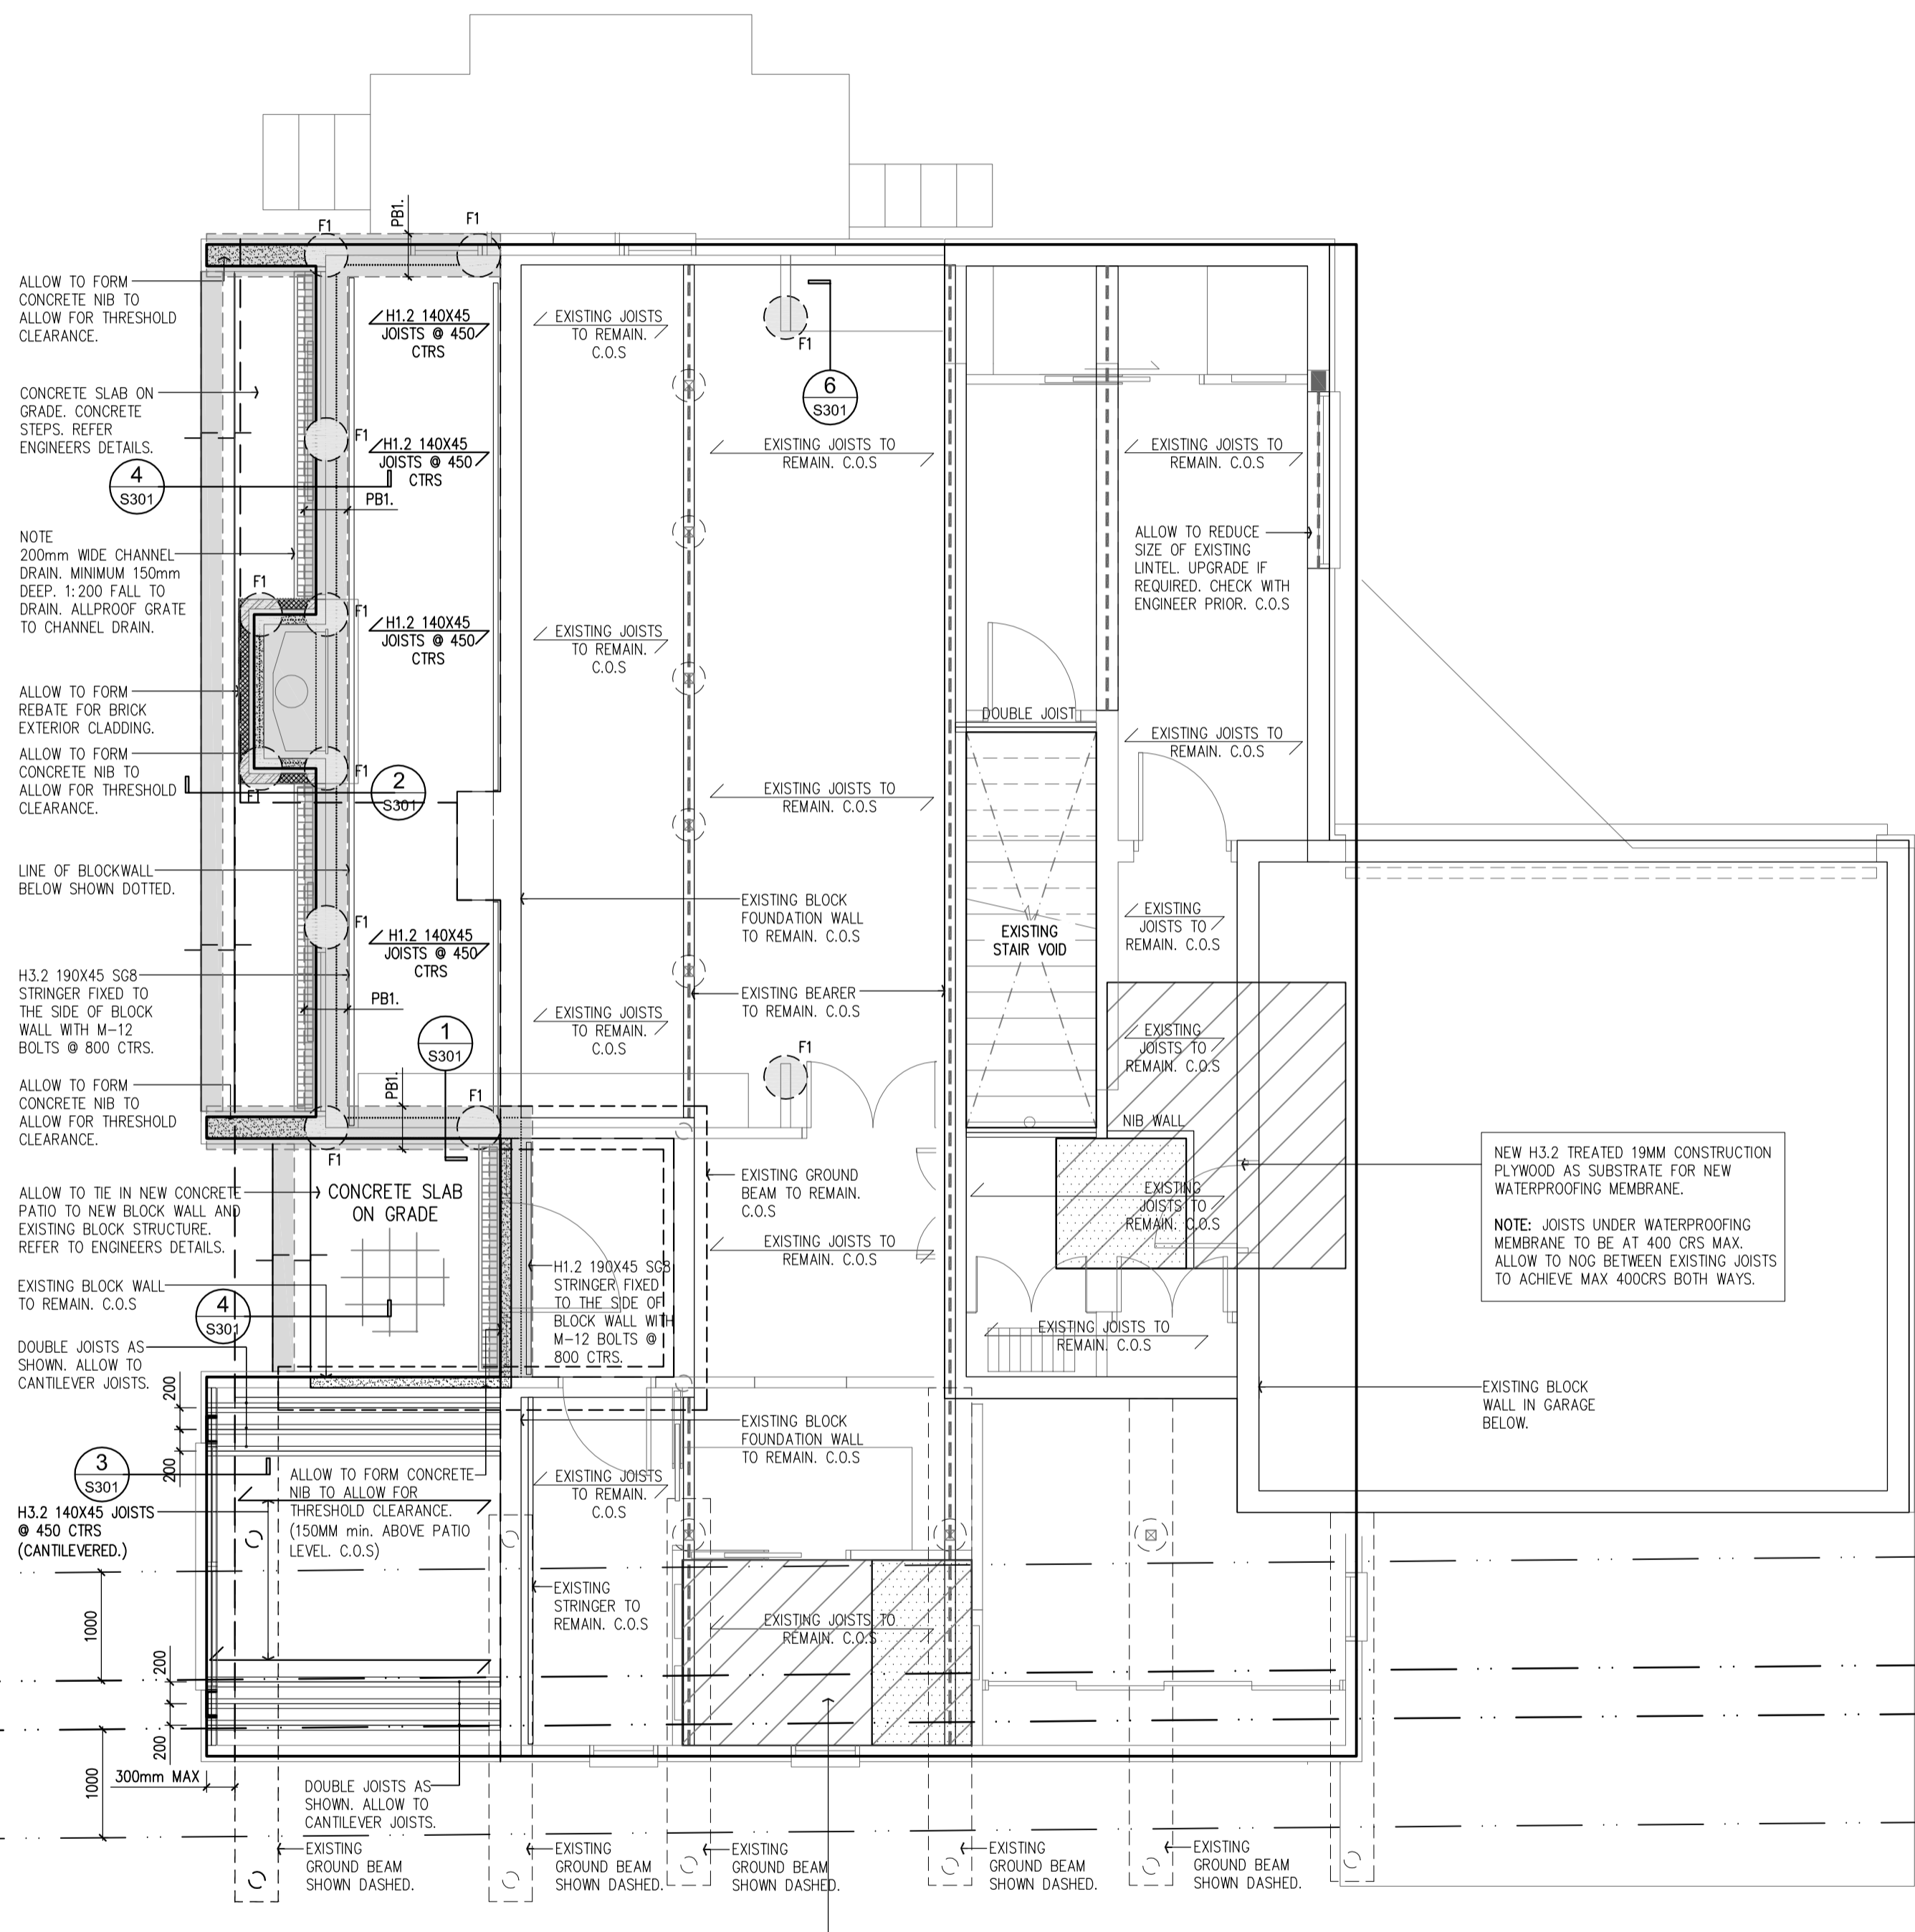 F1
PB1.
F1
ALLOW TO FORM
CONCRETE NIB TO
ALLOW FOR THRESHOLD
CLEARANCE.
H1.2 140X45
JOISTS @ 450
CTRS
EXISTING JOISTS
TO REMAIN.
C.O.S
F1
6
S301
CONCRETE SLAB ON
GRADE. CONCRETE
STEPS. REFER
ENGINEERS DETAILS.
F1
H1.2 140X45
JOISTS @ 450
CTRS
EXISTING JOISTS TO
REMAIN. C.O.S
EXISTING JOISTS TO
REMAIN. C.O.S
4
S301
PB1.
NOTE
200mm WIDE CHANNEL
DRAIN. MINIMUM 150mm
DEEP. 1:200 FALL TO
DRAIN. ALLPROOF GRATE
TO CHANNEL DRAIN.
ALLOW TO REDUCE
SIZE OF EXISTING
LINTEL. UPGRADE IF
REQUIRED. CHECK WITH
ENGINEER PRIOR. C.O.S
F1
F1
H1.2 140X45
JOISTS @ 450
CTRS
EXISTING JOISTS
TO REMAIN.
C.O.S
ALLOW TO FORM
REBATE FOR BRICK
EXTERIOR CLADDING.
DOUBLE JOIST
EXISTING JOISTS TO
REMAIN. C.O.S
ALLOW TO FORM
CONCRETE NIB TO
ALLOW FOR THRESHOLD
CLEARANCE.
F1
F1
2
S301
EXISTING JOISTS TO
REMAIN. C.O.S
LINE OF BLOCKWALL
BELOW SHOWN DOTTED.
F1
H1.2 140X45
JOISTS @ 450
CTRS
EXISTING BLOCK
FOUNDATION WALL
TO REMAIN. C.O.S
EXISTING
STAIR VOID
EXISTING
JOISTS TO
REMAIN. C.O.S
H3.2 190X45 SG8
STRINGER FIXED TO
THE SIDE OF BLOCK
WALL WITH M-12
BOLTS @ 800 CTRS.
PB1.
EXISTING BEARER
TO REMAIN. C.O.S
EXISTING JOISTS
TO REMAIN.
C.O.S
1
S301
F1
EXISTING
JOISTS TO
REMAIN. C.O.S
ALLOW TO FORM
CONCRETE NIB TO
ALLOW FOR THRESHOLD
CLEARANCE.
PB1.
F1
F1
NIB WALL
NEW H3.2 TREATED 19MM CONSTRUCTION
PLYWOOD AS SUBSTRATE FOR NEW
WATERPROOFING MEMBRANE.
NOTE: JOISTS UNDER WATERPROOFING
MEMBRANE TO BE AT 400 CRS MAX.
ALLOW TO NOG BETWEEN EXISTING JOISTS
TO ACHIEVE MAX 400CRS BOTH WAYS.
ALLOW TO TIE IN NEW CONCRETE
PATIO TO NEW BLOCK WALL AND
EXISTING BLOCK STRUCTURE.
REFER TO ENGINEERS DETAILS.
CONCRETE SLAB
ON GRADE
EXISTING GROUND
BEAM TO REMAIN.
C.O.S
EXISTING
JOISTS TO
REMAIN. C.O.S
EXISTING JOISTS TO
REMAIN. C.O.S
H1.2 190X45 SG8
STRINGER FIXED
TO THE SIDE OF
BLOCK WALL WITH
M-12 BOLTS @
800 CTRS.
EXISTING BLOCK WALL
TO REMAIN. C.O.S
4
S301
EXISTING JOISTS TO
REMAIN. C.O.S
DOUBLE JOISTS AS
SHOWN. ALLOW TO
CANTILEVER JOISTS.
200
200
EXISTING BLOCK
WALL IN GARAGE
BELOW.
EXISTING BLOCK
FOUNDATION WALL
TO REMAIN. C.O.S
3
S301
ALLOW TO FORM CONCRETE
NIB TO ALLOW FOR
THRESHOLD CLEARANCE.
(150MM min. ABOVE PATIO
LEVEL. C.O.S)
EXISTING JOISTS
TO REMAIN.
C.O.S
H3.2 140X45 JOISTS
@ 450 CTRS
(CANTILEVERED.)
EXISTING
STRINGER TO
REMAIN. C.O.S
EXISTING JOISTS TO
REMAIN. C.O.S
1000
200
200
1000
300mm MAX
DOUBLE JOISTS AS
SHOWN. ALLOW TO
CANTILEVER JOISTS.
EXISTING
GROUND BEAM
SHOWN DASHED.
EXISTING
GROUND BEAM
SHOWN DASHED.
EXISTING
GROUND BEAM
SHOWN DASHED.
EXISTING
GROUND BEAM
SHOWN DASHED.
EXISTING
GROUND BEAM
SHOWN DASHED.